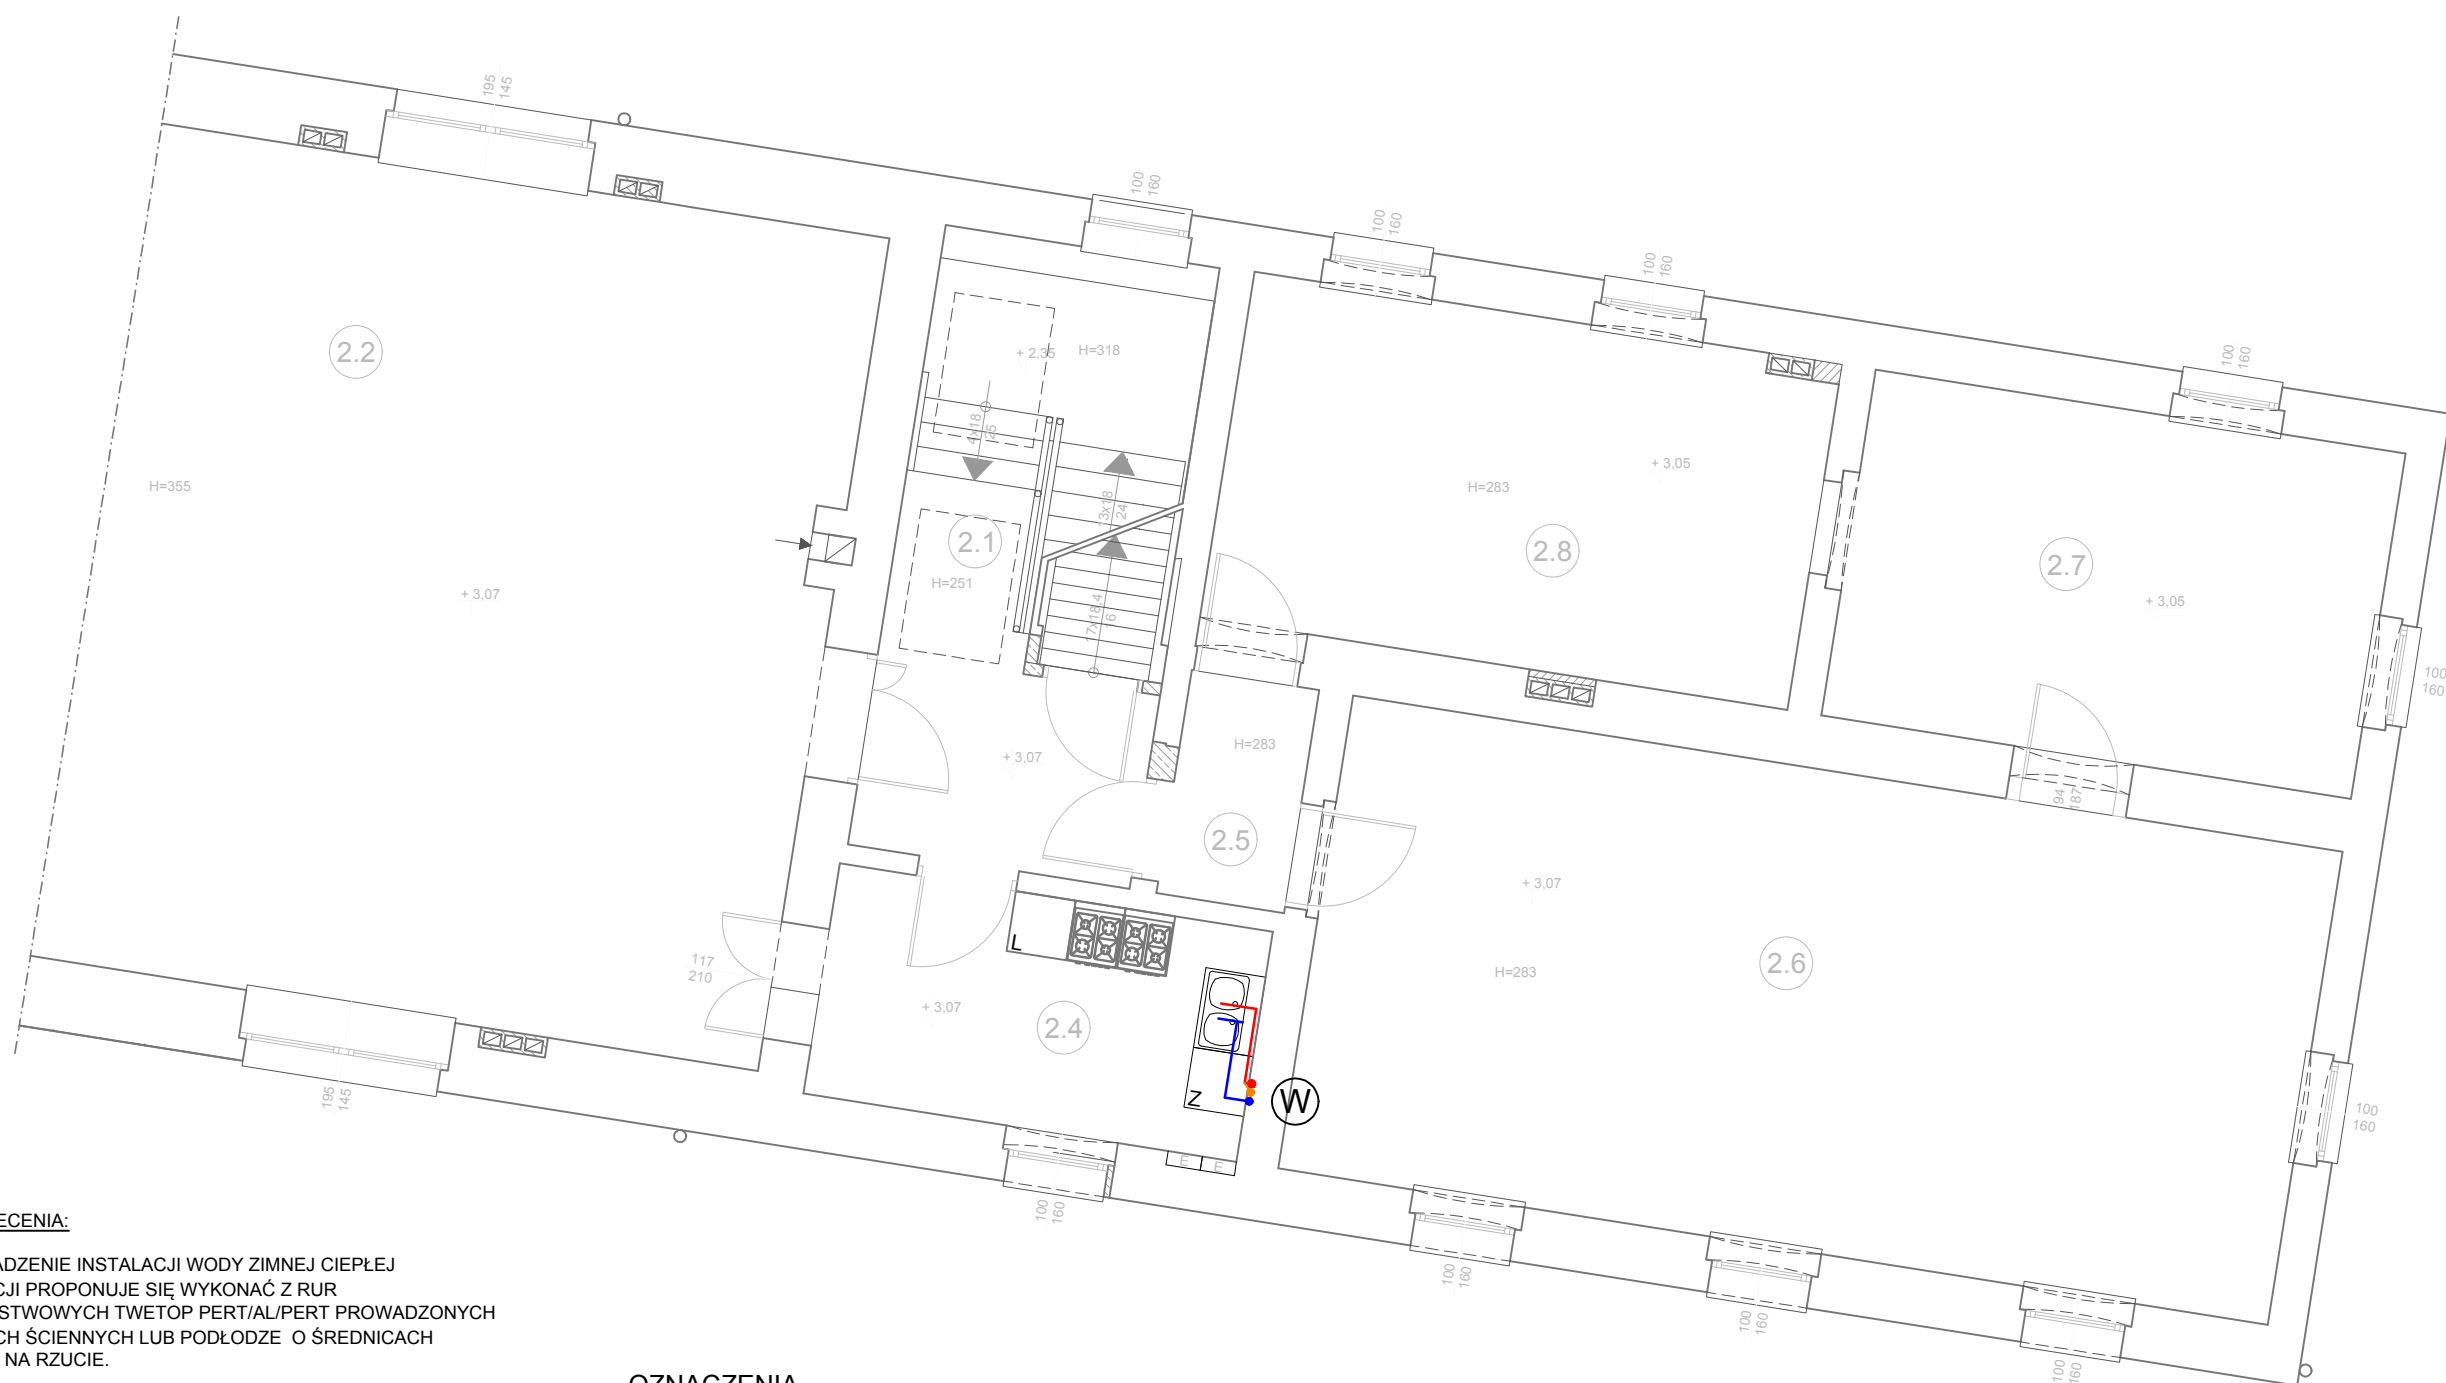 195
145
100
160
100
160
100
160
100
160
2.2
+ 2,35
H=318
4x18
25
H=355
+ 3,05
H=283
13x18
24
2.1
2.8
2.7
H=251
+ 3,07
17x18,4
16
+ 3,05
100
160
H=283
+ 3,07
94
187
2.5
+ 3,07
L
117
210
2.6
H=283
+ 3,07
2.4
Z
W
195
145
100
160
E
E
100
160
100
160
100
160
100
160
ECENIA:
ADZENIE INSTALACJI WODY ZIMNEJ CIEPŁEJ
CJI PROPONUJE SIĘ WYKONAĆ Z RUR
STWOWYCH TWETOP PERT/AL/PERT PROWADZONYCH
CH ŚCIENNYCH LUB PODŁODZE O ŚREDNICACH
NA RZUCIE.
OZNACZENIA